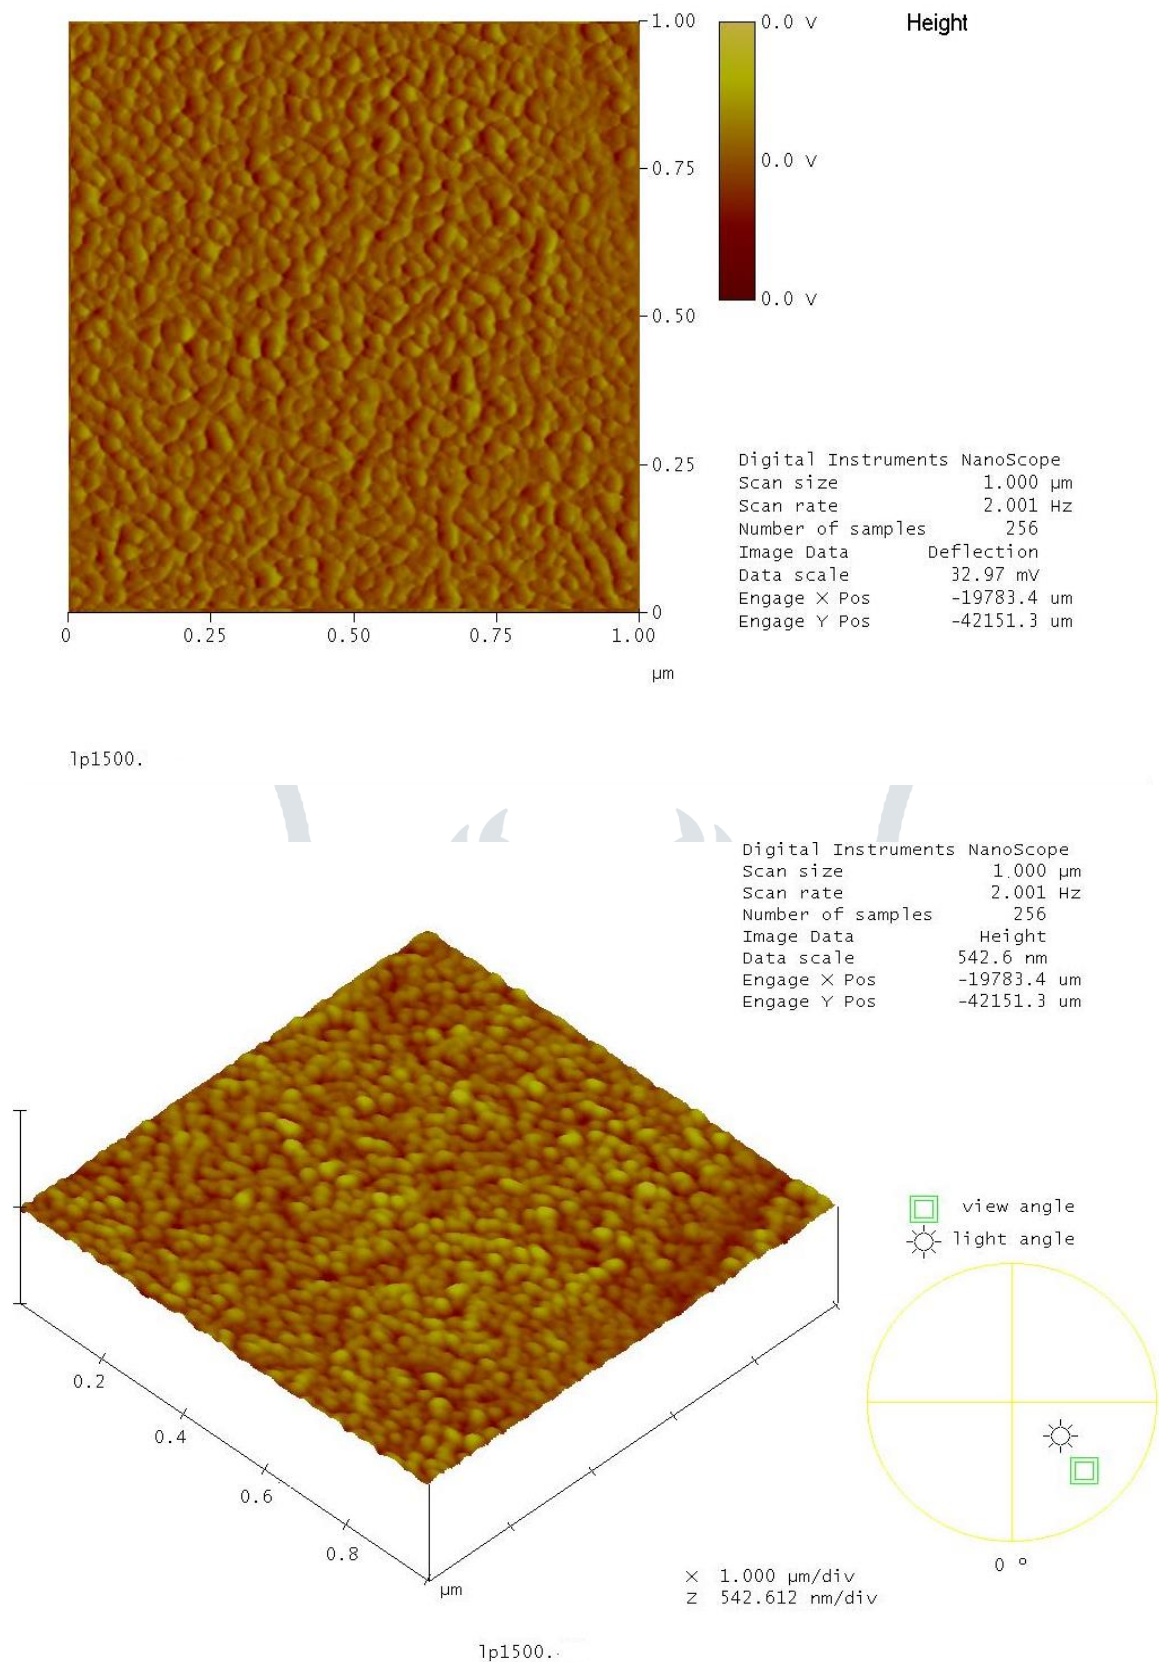 Height
1.00
0.75
0.50
0.25
0
0 0.25 0.50 0.75 1.00
µm
0.0 V
0.0 V
0.0 V
Digital Instruments NanoScope
Scan size 1.000 µm
Scan rate 2.001 Hz
Number of samples 256
Image Data Deflection
Data scale 32.97 mV
Engage X Pos -19783.4 um
Engage Y Pos -42151.3 um
lp1500.
Digital Instruments NanoScope
Scan size 1.000 µm
Scan rate 2.001 Hz
Number of samples 256
Image Data Height
Data scale 542.6 nm
Engage X Pos -19783.4 um
Engage Y Pos -42151.3 um
view angle
light angle
0.2
0.4
0.6
0.8
µm
0 °
X 1.000 µm/div
Z 542.612 nm/div
lp1500.